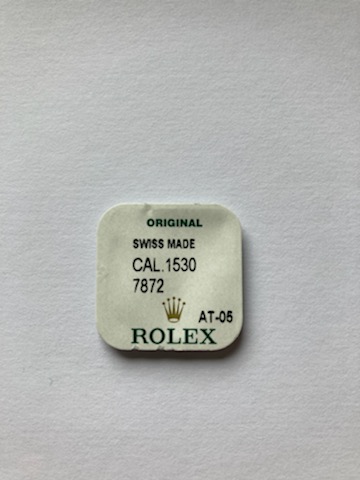 ORIGINAL
SWISS MADE
CAL.1530
7872
AT-05
ROLEX